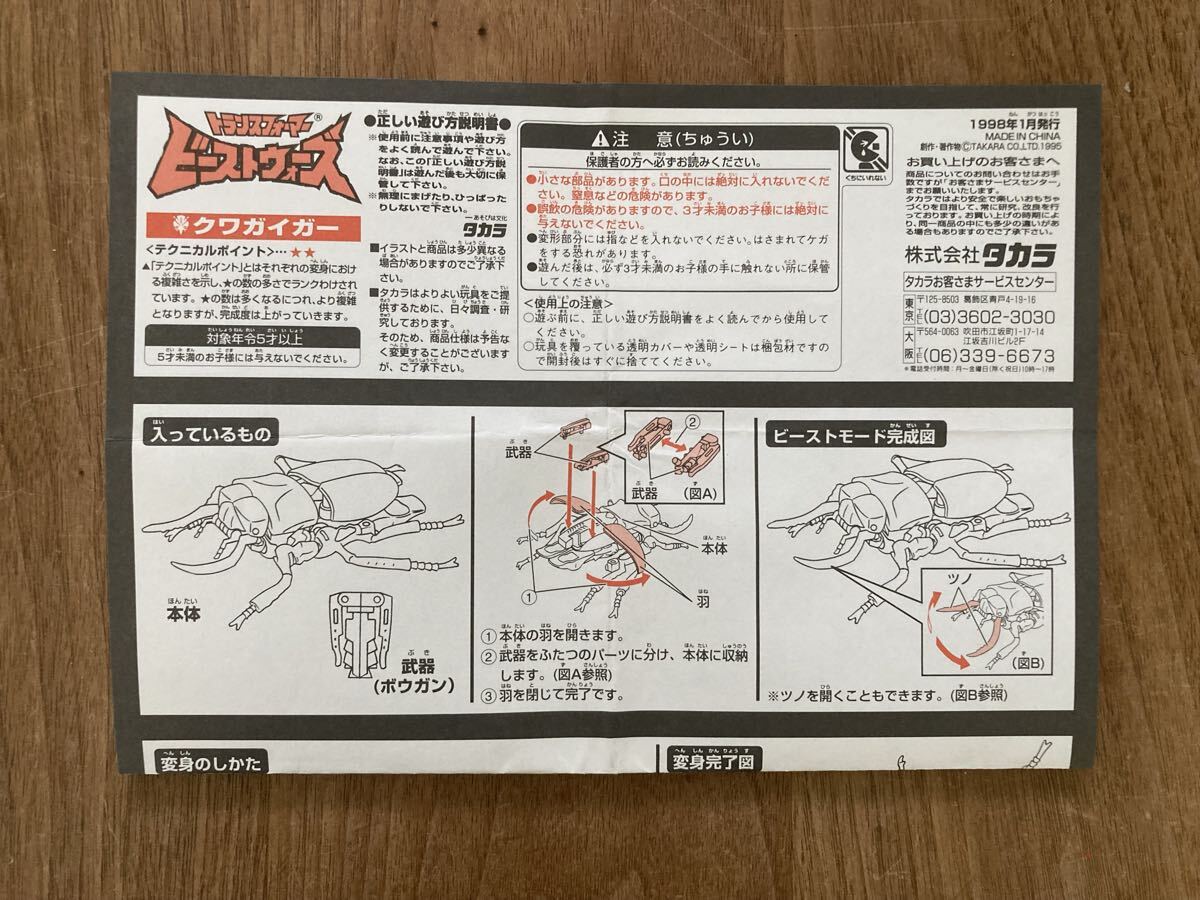 トランスフォーマー®
ビーストウォーズ
クワガイガー
<テクニカルポイント>…★★
▲「テクニカルポイント」とはそれぞれの変身におけ
る複雑さを示し、★の数の多さでランクわけされ
ています。★の数は多くなるにつれ、より複雑
となりますが、完成度は上がっていきます。
対象年令5才以上
5才未満のお子様には与えないでください。
●正しい遊び方説明書●
※使用前に注意事項や遊び方
をよく読んで遊んで下さい。
なお、この「正しい遊び方説
明書」は遊んだ後も大切に保
管して下さい。
※無理にまげたり、ひっぱった
りしないで下さい。
―あそびは文化
タカラ
■イラストと商品は多少異なる
場合がありますのでご了承下
さい。
■タカラはよりよい玩具をご提
供するために、日々調査・研
究しております。
そのため、商品仕様は予告な
く変更することがございます
が、ご了承下さい。
⚠注 意(ちゅうい)
保護者の方へ必ずお読みください。
●小さな部品があります。口の中には絶対に入れないでくだ
さい。窒息などの危険があります。
●誤飲の危険がありますので、3才未満のお子様には絶対に
与えないでください。
●変形部分には指などを入れないでください。はさまれてケガ
をする恐れがあります。
●遊んだ後は、必ず3才未満のお子様の手に触れない所に保管
してください。
<使用上の注意>
○遊ぶ前に、正しい遊び方説明書をよく読んでから使用して
ください。
○玩具を覆っている透明カバーや透明シートは梱包材ですの
で開封後はすぐに捨ててください。
くちにいれない
1998年1月発行
MADE IN CHINA
創作・著作物ⒸTAKARA CO.,LTD.1995
お買い上げのお客さまへ
商品についてのお問い合わせはお手
数ですが「お客さまサービスセンター」
までお願いいたします。
タカラではより安全で楽しいおもちゃ
づくりを目指して、常に研究、改良を行
っております。お買い上げの時期によ
り、同一商品の中にも多少の違いがあ
る場合もありますのでご了承下さい。
株式会社タカラ
タカラお客さまサービスセンター
東京
〒125-8503 葛飾区青戸4-19-16
TEL(03)3602-3030
大阪
〒564-0063 吹田市江坂町1-17-14
江坂吉川ビル2F
TEL(06)339-6673
＊電話受付時間:月〜金曜日(除く祝日)10時〜17時
入っているもの
本体
武器
(ボウガン)
武器
②
武器
(図A)
本体
①
羽
①本体の羽を開きます。
②武器をふたつのパーツに分け、本体に収納
します。(図A参照)
③羽を閉じて完了です。
ビーストモード完成図
ツノ
(図B)
※ツノを開くこともできます。(図B参照)
変身のしかた
変身完了図